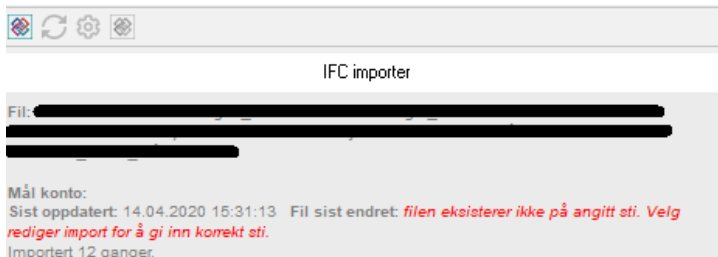 IFC importer
Fil:
Mål konto:
Sist oppdatert: 14.04.2020 15:31:13 Fil sist endret: filen eksisterer ikke på angitt sti. Velg
rediger import for å gi inn korrekt sti.
Importert 12 ganger.